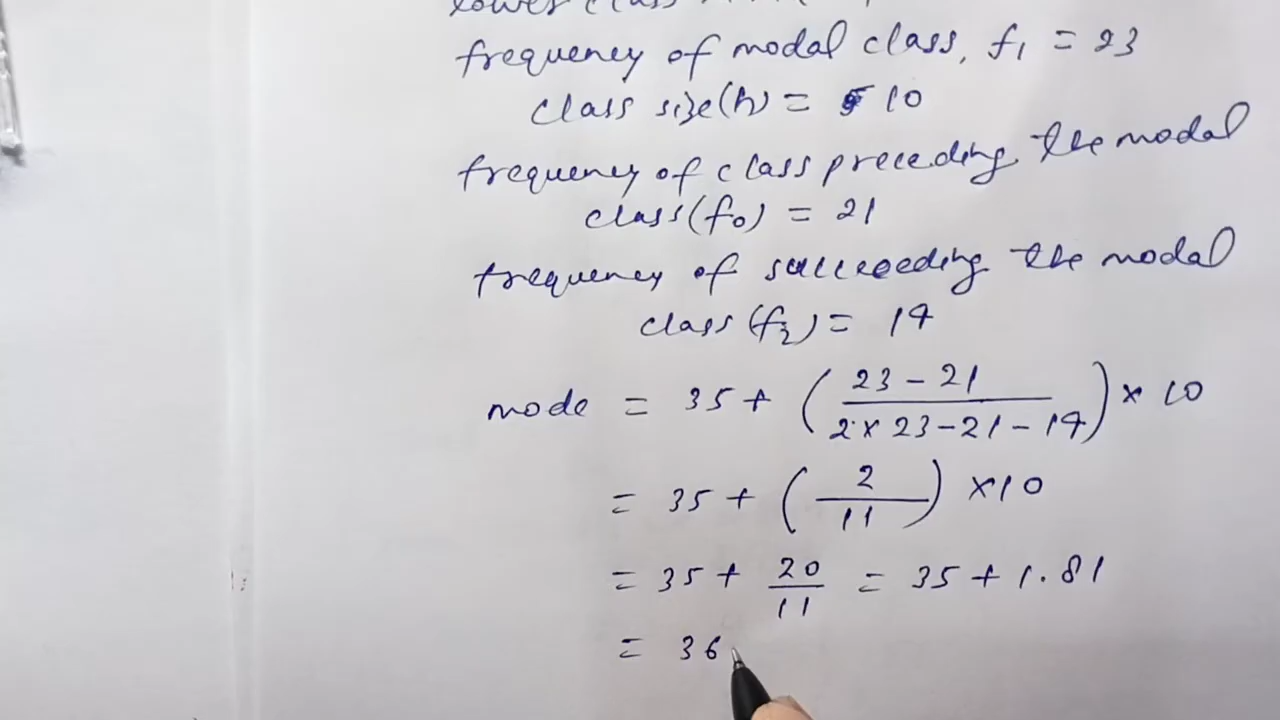 lower class
frequency of modal class, f1 = 23
class size(h) = 10
frequency of class preceding the modal
class(f0) = 21
frequency of succeeding the modal
class (f2) = 14
mode = 35 + ( 23 - 21 / 2 x 23 - 21 - 14 ) x 10
= 35 + ( 2 / 11 ) x 10
= 35 + 20 / 11 = 35 + 1.81
= 36